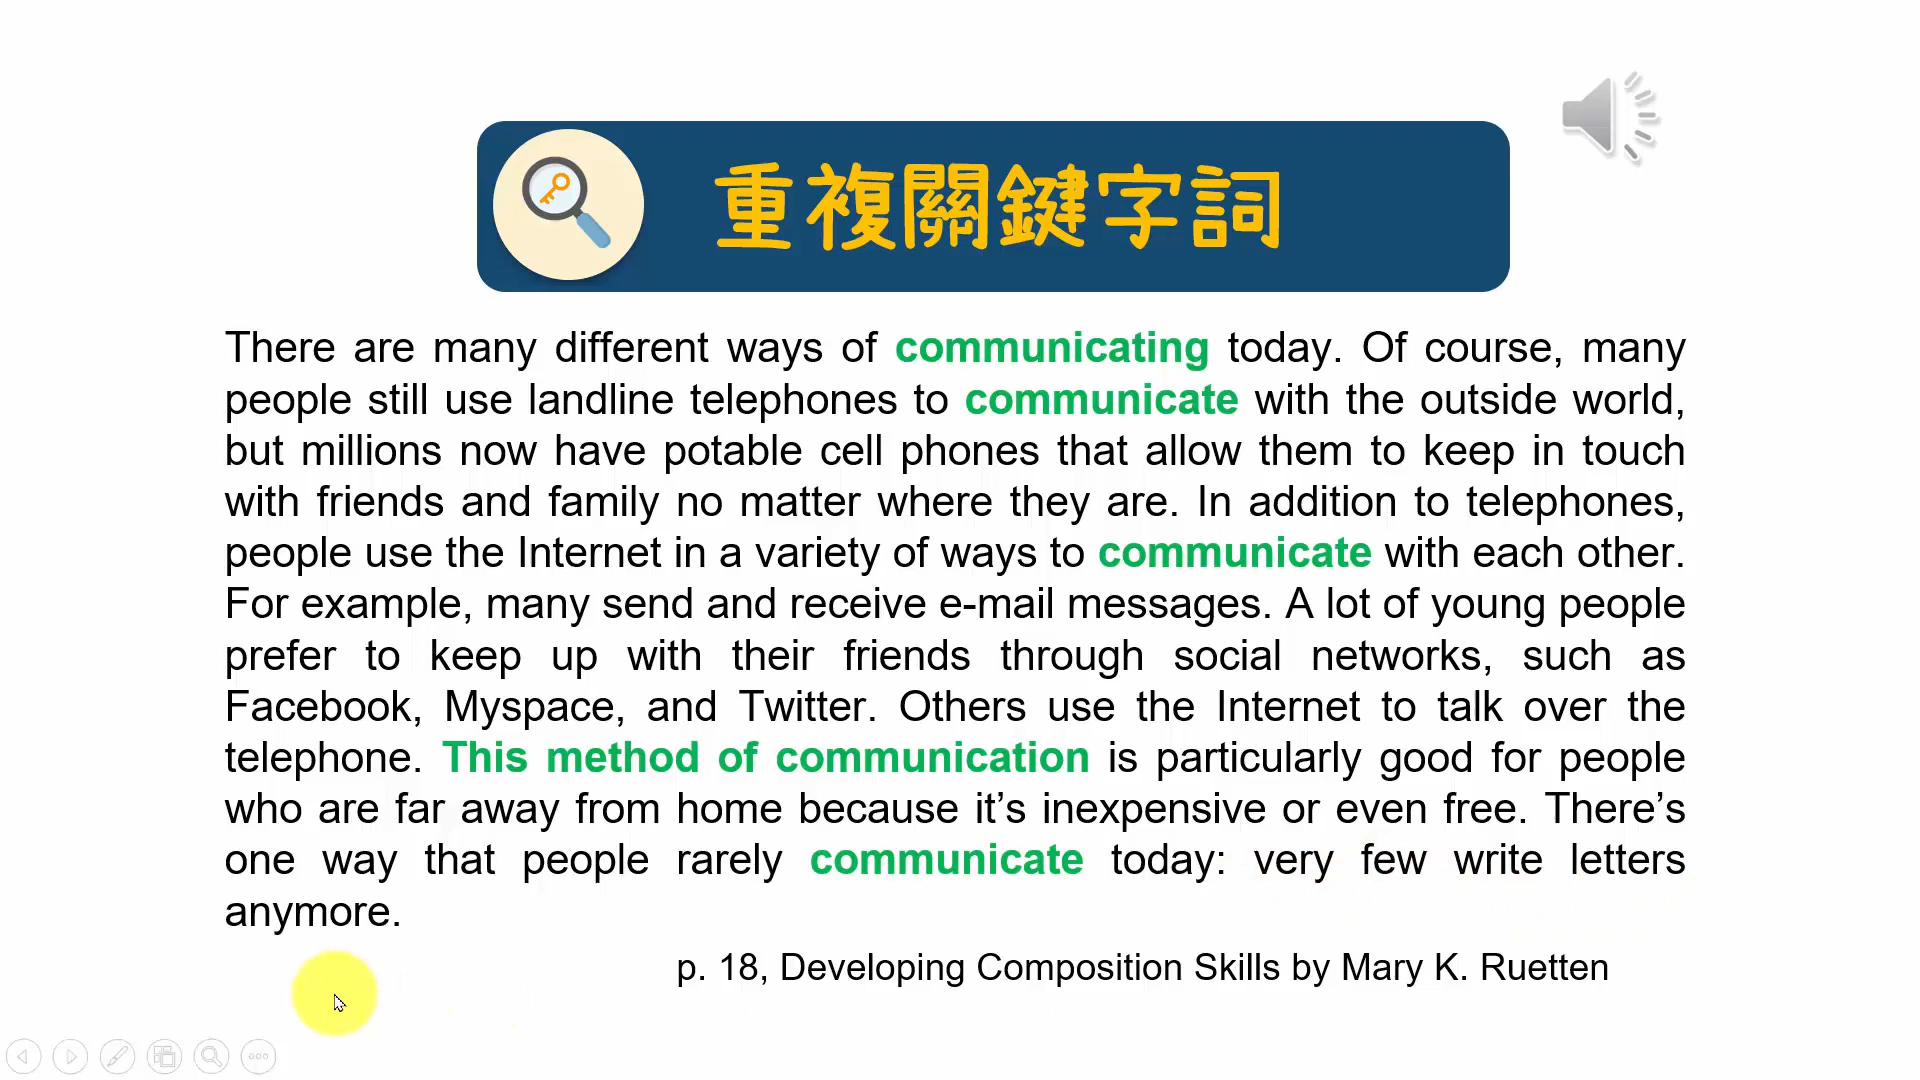 重複關鍵字詞
There are many different ways of communicating today. Of course, many
people still use landline telephones to communicate with the outside world,
but millions now have potable cell phones that allow them to keep in touch
with friends and family no matter where they are. In addition to telephones,
people use the Internet in a variety of ways to communicate with each other.
For example, many send and receive e-mail messages. A lot of young people
prefer to keep up with their friends through social networks, such as
Facebook, Myspace, and Twitter. Others use the Internet to talk over the
telephone. This method of communication is particularly good for people
who are far away from home because it’s inexpensive or even free. There’s
one way that people rarely communicate today: very few write letters
anymore.
p. 18, Developing Composition Skills by Mary K. Ruetten